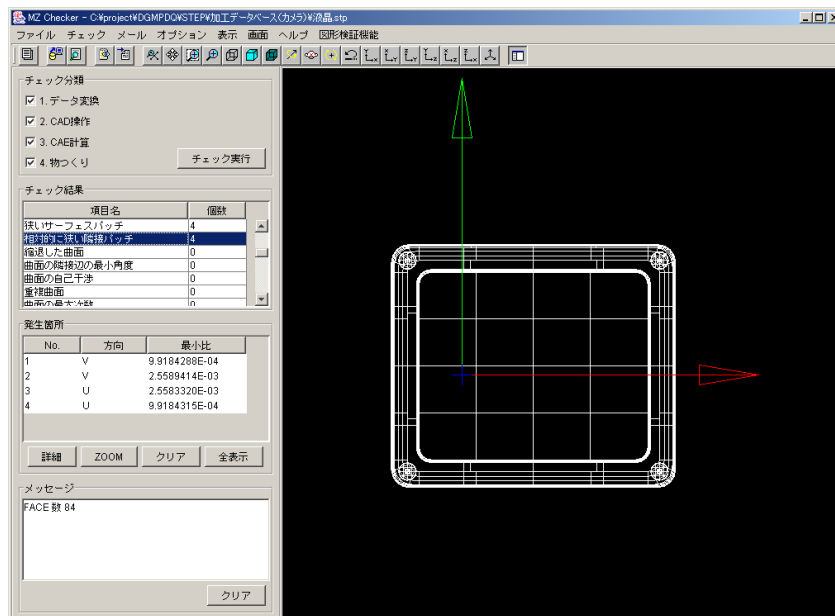 MZ Checker - C:¥project¥DGMPDQ¥STEP¥加工データベース(カメラ)¥液晶.stp
ファイル チェック メール オプション 表示 画面 ヘルプ 図形検証機能
チェック分類
1. データ変換
2. CAD操作
3. CAE計算
4. 物つくり
チェック実行
チェック結果
項目名 個数
狭いサーフェスパッチ 4
相対的に狭い隣接パッチ 4
縮退した曲面 0
曲面の隣接辺の最小角度 0
曲面の自己干渉 0
重複曲面 0
曲面の最大次数 0
発生箇所
No. 方向 最小比
1 V 9.9184288E-04
2 V 2.5589414E-03
3 U 2.5583320E-03
4 U 9.9184315E-04
詳細 ZOOM クリア 全表示
メッセージ
FACE 数 84
クリア